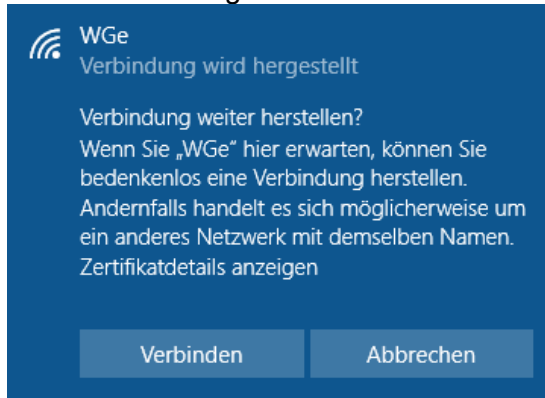 WGe
Verbindung wird hergestellt
Verbindung weiter herstellen?
Wenn Sie „WGe“ hier erwarten, können Sie
bedenkenlos eine Verbindung herstellen.
Andernfalls handelt es sich möglicherweise um
ein anderes Netzwerk mit demselben Namen.
Zertifikatdetails anzeigen
Verbinden
Abbrechen